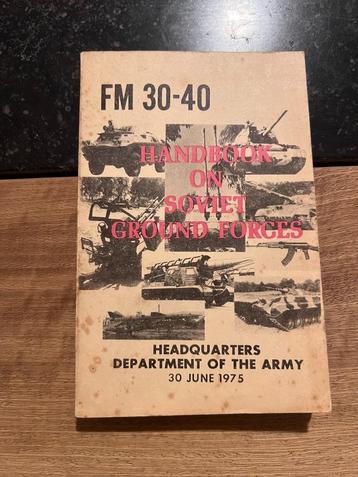 FM 30-40
HANDBOOK
ON
SOVIET
GROUND FORCES
HEADQUARTERS
DEPARTMENT OF THE ARMY
30 JUNE 1975